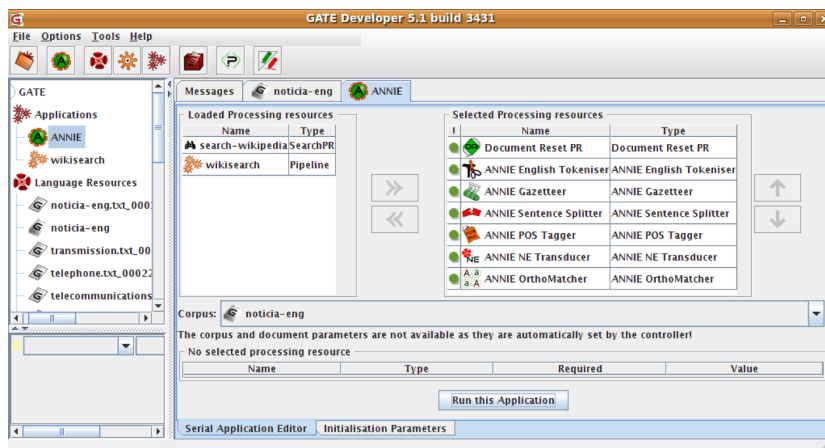 GATE Developer 5.1 build 3431
File Options Tools Help
GATE
Applications
ANNIE
wikisearch
Language Resources
noticia-eng.txt_000
noticia-eng
transmission.txt_00
telephone.txt_00022
telecommunications
Messages noticia-eng ANNIE
Loaded Processing resources
Name Type
search-wikipedia SearchPR
wikisearch Pipeline
Selected Processing resources
! Name Type
Document Reset PR Document Reset PR
ANNIE English Tokeniser ANNIE English Tokeniser
ANNIE Gazetteer ANNIE Gazetteer
ANNIE Sentence Splitter ANNIE Sentence Splitter
ANNIE POS Tagger ANNIE POS Tagger
NE ANNIE NE Transducer ANNIE NE Transducer
ANNIE OrthoMatcher ANNIE OrthoMatcher
Corpus: noticia-eng
The corpus and document parameters are not available as they are automatically set by the controller!
No selected processing resource
Name Type Required Value
Run this Application
Serial Application Editor Initialisation Parameters